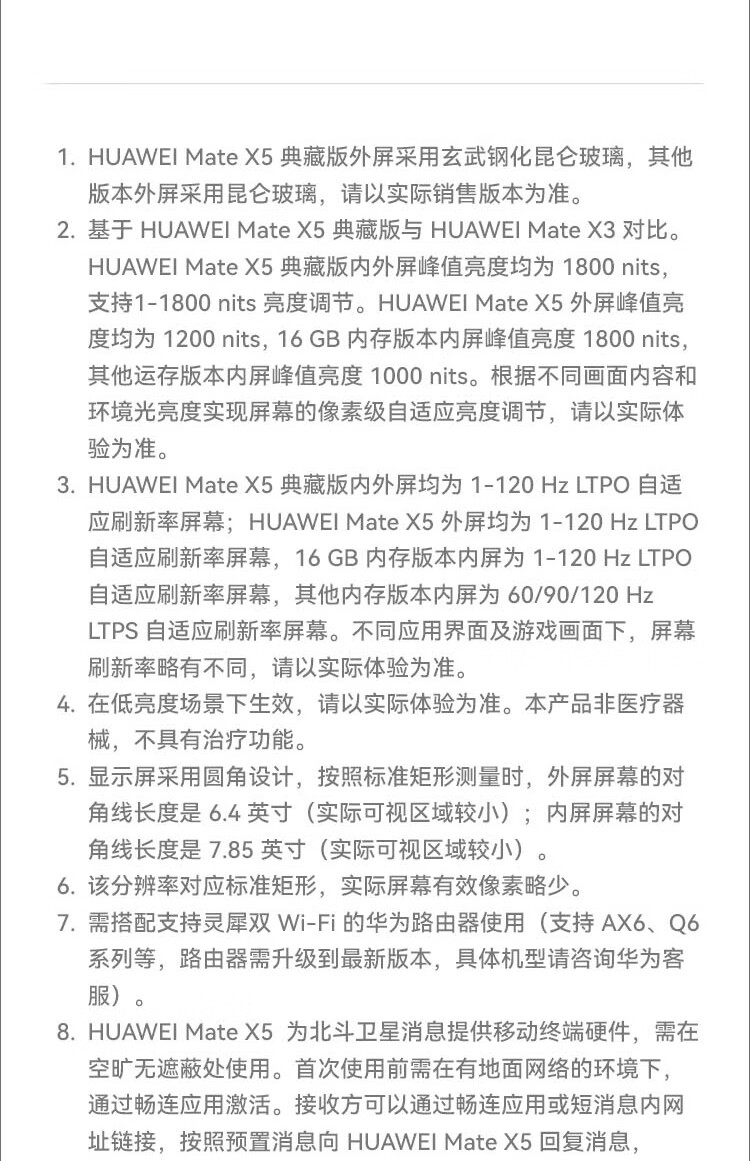 1. HUAWEI Mate X5 典藏版外屏采用玄武钢化昆仑玻璃，其他
版本外屏采用昆仑玻璃，请以实际销售版本为准。
2. 基于 HUAWEI Mate X5 典藏版与 HUAWEI Mate X3 对比。
HUAWEI Mate X5 典藏版内外屏峰值亮度均为 1800 nits，
支持1-1800 nits 亮度调节。HUAWEI Mate X5 外屏峰值亮
度均为 1200 nits, 16 GB 内存版本内屏峰值亮度 1800 nits，
其他运存版本内屏峰值亮度 1000 nits。根据不同画面内容和
环境光亮度实现屏幕的像素级自适应亮度调节，请以实际体
验为准。
3. HUAWEI Mate X5 典藏版内外屏均为 1-120 Hz LTPO 自适
应刷新率屏幕；HUAWEI Mate X5 外屏均为 1-120 Hz LTPO
自适应刷新率屏幕，16 GB 内存版本内屏为 1-120 Hz LTPO
自适应刷新率屏幕，其他内存版本内屏为 60/90/120 Hz
LTPS 自适应刷新率屏幕。不同应用界面及游戏画面下，屏幕
刷新率略有不同，请以实际体验为准。
4. 在低亮度场景下生效，请以实际体验为准。本产品非医疗器
械，不具有治疗功能。
5. 显示屏采用圆角设计，按照标准矩形测量时，外屏屏幕的对
角线长度是 6.4 英寸（实际可视区域较小）；内屏屏幕的对
角线长度是 7.85 英寸（实际可视区域较小）。
6. 该分辨率对应标准矩形，实际屏幕有效像素略少。
7. 需搭配支持灵犀双 Wi-Fi 的华为路由器使用（支持 AX6、Q6
系列等，路由器需升级到最新版本，具体机型请咨询华为客
服）。
8. HUAWEI Mate X5 为北斗卫星消息提供移动终端硬件，需在
空旷无遮蔽处使用。首次使用前需在有地面网络的环境下，
通过畅连应用激活。接收方可以通过畅连应用或短消息内网
址链接，按照预置消息向 HUAWEI Mate X5 回复消息，